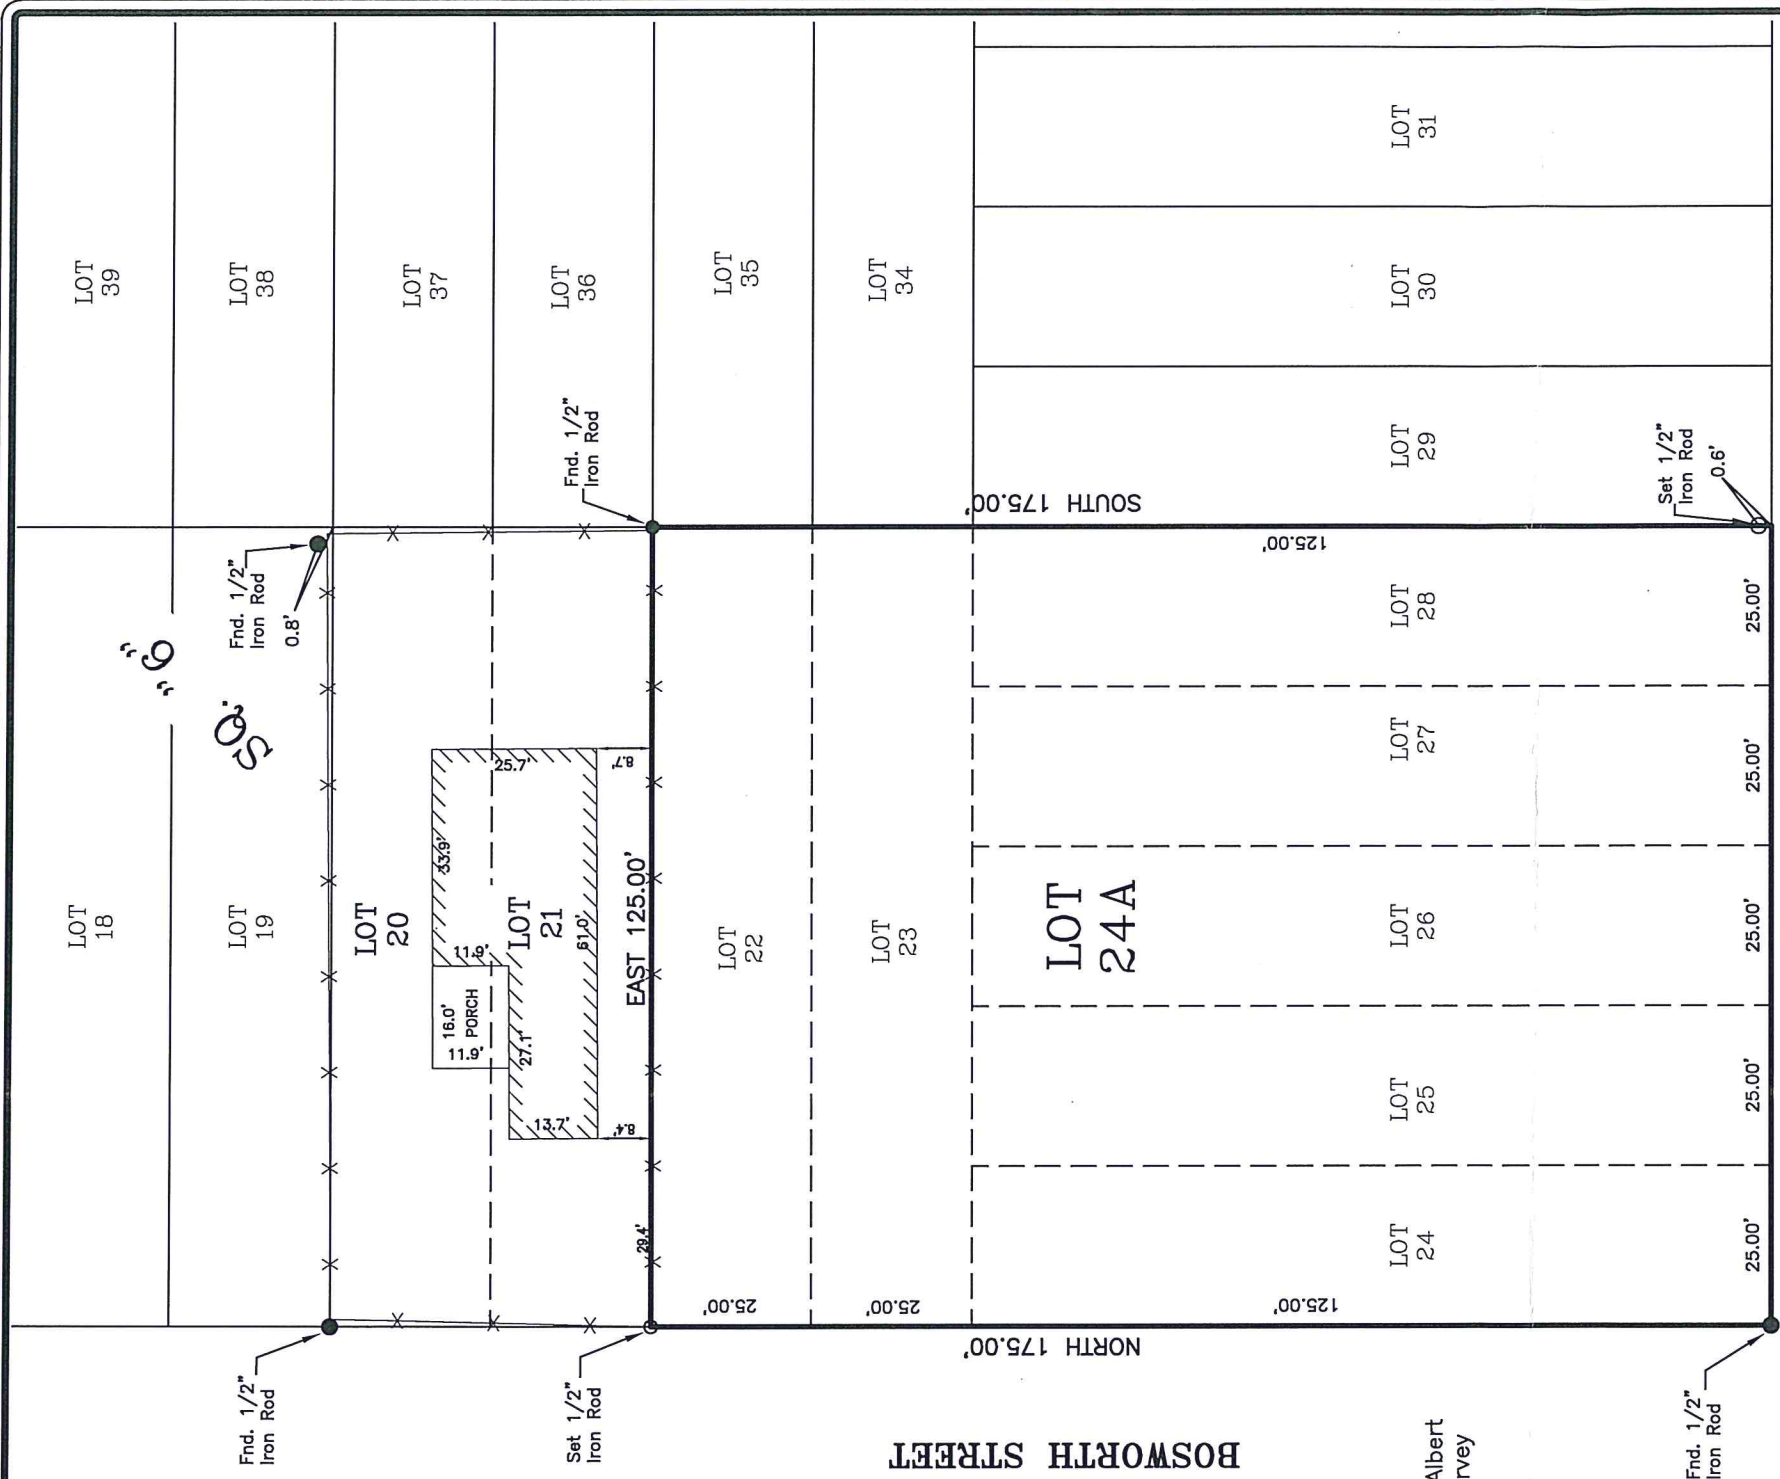 LOT
39
LOT
38
LOT
37
LOT
36
LOT
35
LOT
34
LOT
31
LOT
30
LOT
29
Fnd. 1/2"
Iron Rod
Fnd. 1/2"
Iron Rod
0.8'
SQ. "9"
Set 1/2"
Iron Rod
0.6'
SOUTH 175.00'
125.00'
LOT
18
LOT
19
LOT
20
LOT
21
25.7'
8.7'
33.9'
61.0'
11.9'
16.0'
PORCH
11.9'
27.1'
13.7'
8.4'
EAST 125.00'
29.4'
LOT
22
LOT
23
LOT
24A
LOT
28
LOT
27
LOT
26
LOT
25
LOT
24
25.00'
25.00'
25.00'
25.00'
25.00'
25.00'
25.00'
125.00'
NORTH 175.00'
Fnd. 1/2"
Iron Rod
Set 1/2"
Iron Rod
BOSWORTH STREET
Albert
rvey
Fnd. 1/2"
Iron Rod